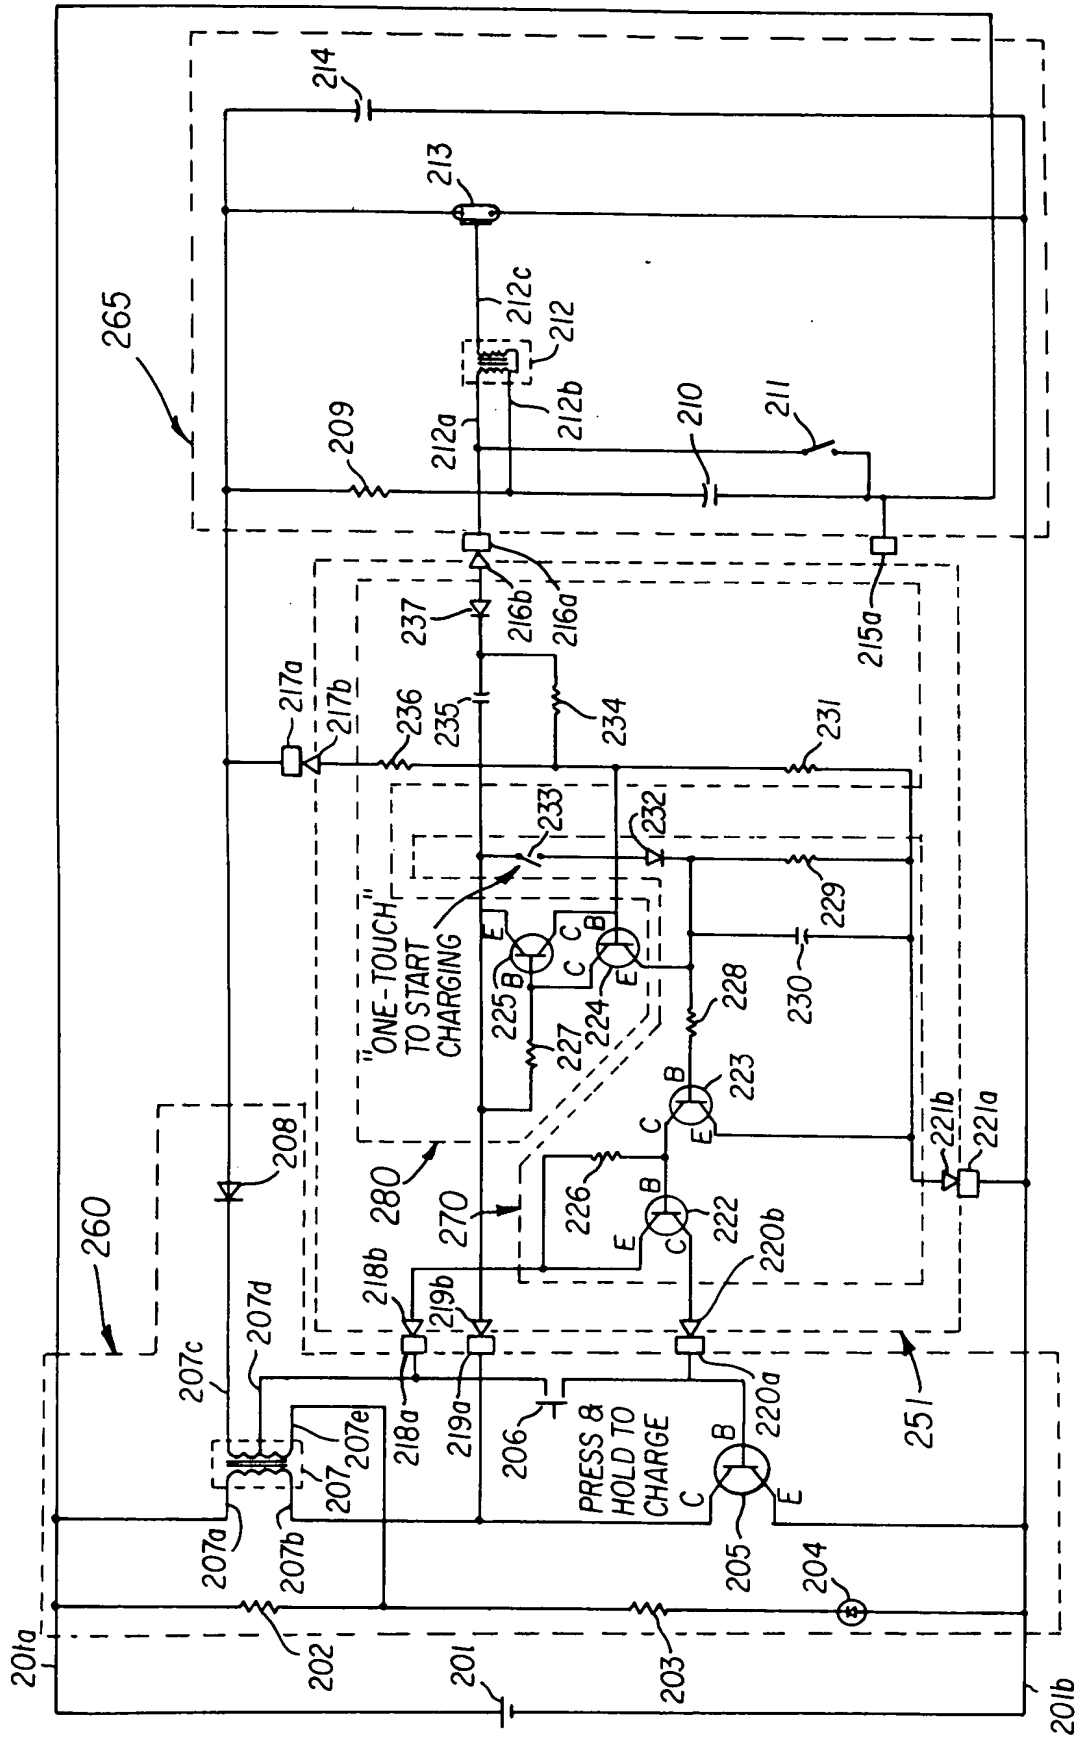 201a
201
201b
202
203
204
207a
207b
207
207e
207d
207c
260
208
205
C
B
E
PRESS &
HOLD TO
CHARGE
206
218a
218b
219a
219b
220a
220b
251
221b
221a
222
E
B
C
226
270
280
223
C
B
E
228
227
225
E
B
C
224
C
B
E
"ONE-TOUCH"
TO START
CHARGING
230
229
232
233
231
234
235
236
237
217a
217b
216b
216a
215a
265
209
210
211
212a
212b
212
212c
213
214